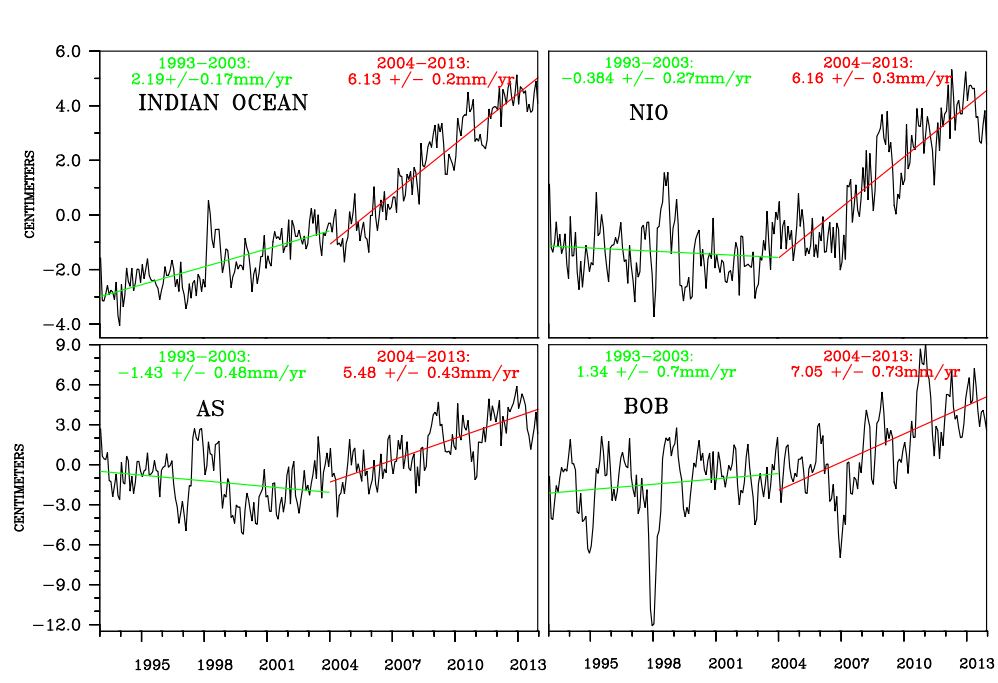 1993−2003:
2.19+/−0.17mm/yr
2004−2013:
6.13 +/− 0.2mm/yr
INDIAN OCEAN
1993−2003:
−0.384 +/− 0.27mm/yr
2004−2013:
6.16 +/− 0.3mm/yr
NIO
CENTIMETERS
6.0
4.0
2.0
0.0
−2.0
−4.0
1993−2003:
−1.43 +/− 0.48mm/yr
2004−2013:
5.48 +/− 0.43mm/yr
AS
1993−2003:
1.34 +/− 0.7mm/yr
2004−2013:
7.05 +/− 0.73mm/yr
BOB
CENTIMETERS
9.0
6.0
3.0
0.0
−3.0
−6.0
−9.0
−12.0
1995 1998 2001 2004 2007 2010 2013
1995 1998 2001 2004 2007 2010 2013